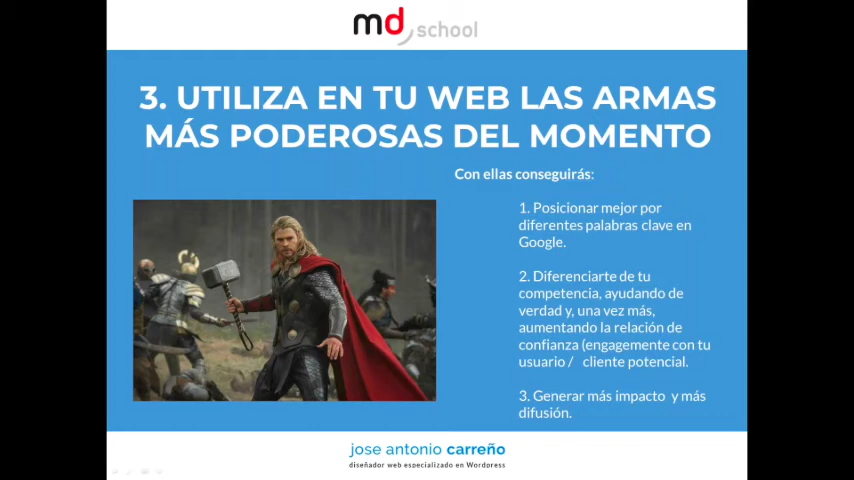 md school
3. UTILIZA EN TU WEB LAS ARMAS
MÁS PODEROSAS DEL MOMENTO
Con ellas conseguirás:
1. Posicionar mejor por
diferentes palabras clave en
Google.
2. Diferenciarte de tu
competencia, ayudando de
verdad y, una vez más,
aumentando la relación de
confianza (engagemente con tu
usuario / cliente potencial.
3. Generar más impacto y más
difusión.
jose antonio carreño
diseñador web especializado en Wordpress